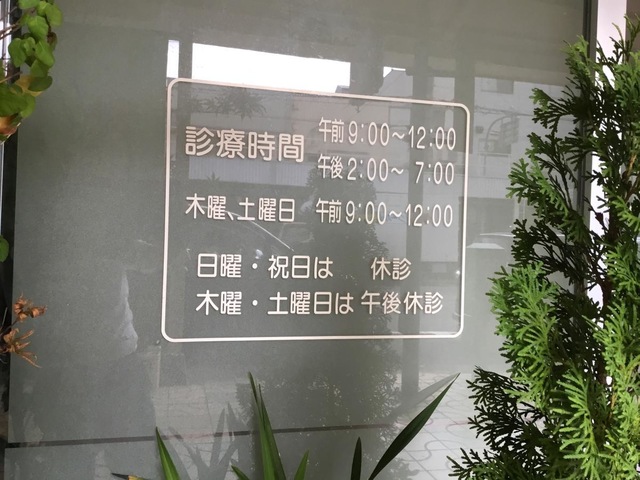 診療時間 午前 9:00～12:00
午後 2:00～ 7:00
木曜、土曜日 午前 9:00～12:00
日曜・祝日は 休診
木曜・土曜日は 午後休診